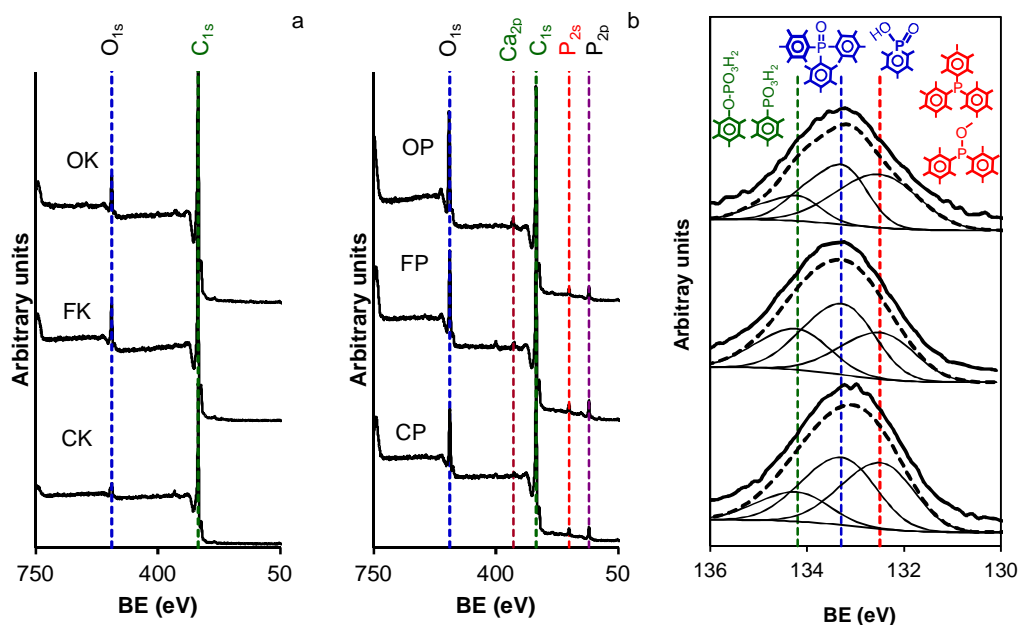 a
b
O1s
C1s
O1s
Ca2p
C1s
P2s
P2p
OK
FK
CK
OP
FP
CP
Arbitrary units
Arbitrary units
Arbitray units
750
400
50
750
400
50
136
134
132
130
BE (eV)
BE (eV)
BE (eV)
O-PO3H2
PO3H2
O
P
HO
O
P
P
O
P